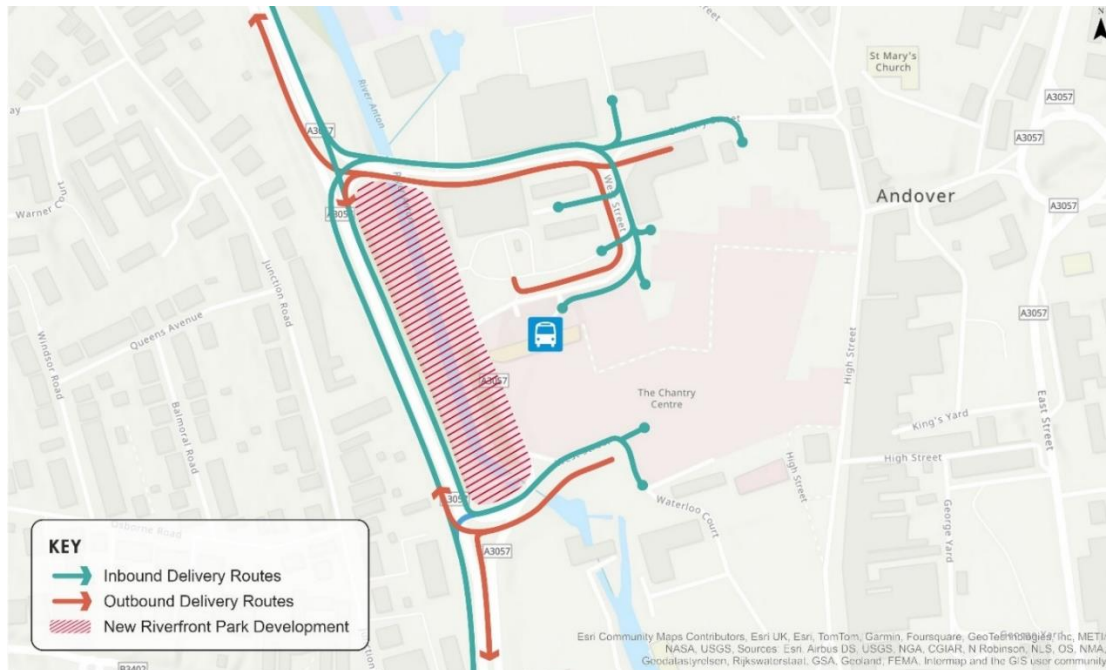 N
St Mary's
Church
A3057
River Anton
A3057
A3057
West Street
Andover
Warner Court
A3057
A3057
Junction Road
Queens Avenue
Windsor Road
Balmoral Road
A3057
A3057
High Street
The Chantry
Centre
King's Yard
East Street
High Street
High Street
Waterloo Court
George Yard
A3057
Osborne Road
A3057
KEY
Inbound Delivery Routes
Outbound Delivery Routes
New Riverfront Park Development
B3402
Esri Community Maps Contributors, Esri UK, Esri, TomTom, Garmin, Foursquare, GeoTechnologies, Inc, METI/
NASA, USGS, Sources: Esri, Airbus DS, USGS, NGA, CGIAR, N Robinson, NLS, OS, NMA,
Geodatastyrelsen, Rijkswaterstaat, GSA, Geoland, FEMA, Intermap and the GIS user community